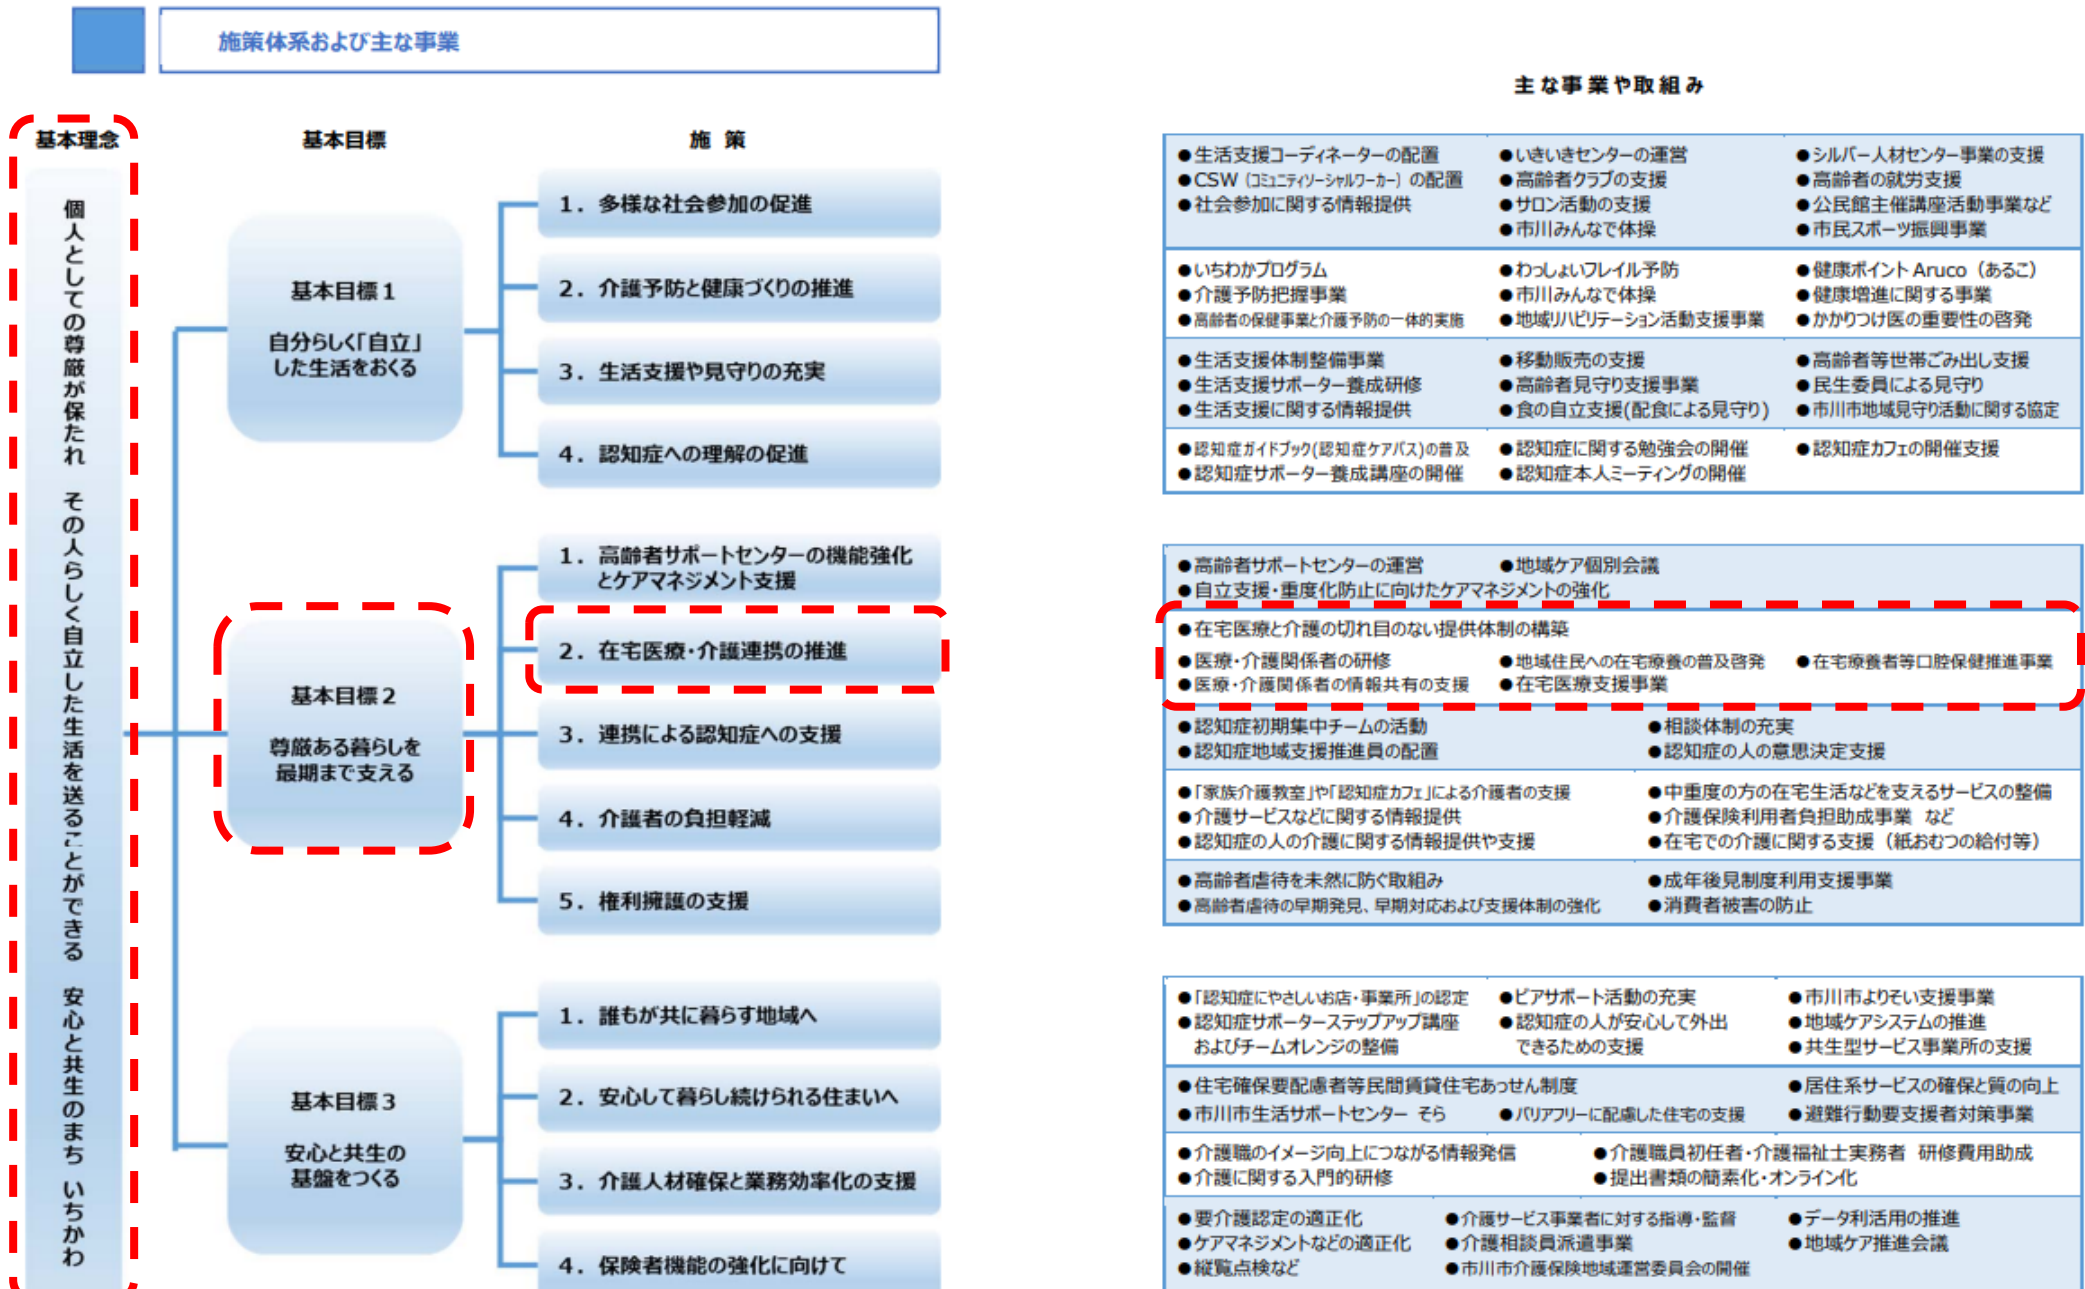 施策体系および主な事業
主な事業や取組み
基本理念
基本目標
施 策
個人としての尊厳が保たれ その人らしく自立した生活を送ることができる 安心と共生のまち いちかわ
基本目標1
自分らしく「自立」
した生活をおくる
1. 多様な社会参加の促進
2. 介護予防と健康づくりの推進
3. 生活支援や見守りの充実
4. 認知症への理解の促進
●生活支援コーディネーターの配置 ●いきいきセンターの運営 ●シルバー人材センター事業の支援
●CSW(コミュニティソーシャルワーカー)の配置 ●高齢者クラブの支援 ●高齢者の就労支援
●社会参加に関する情報提供 ●サロン活動の支援 ●公民館主催講座活動事業など
●市川みんなで体操 ●市民スポーツ振興事業
●いちわかプログラム ●わっしょいフレイル予防 ●健康ポイント Aruco(あるこ)
●介護予防把握事業 ●市川みんなで体操 ●健康増進に関する事業
●高齢者の保健事業と介護予防の一体的実施 ●地域リハビリテーション活動支援事業 ●かかりつけ医の重要性の啓発
●生活支援体制整備事業 ●移動販売の支援 ●高齢者等世帯ごみ出し支援
●生活支援サポーター養成研修 ●高齢者見守り支援事業 ●民生委員による見守り
●生活支援に関する情報提供 ●食の自立支援(配食による見守り) ●市川市地域見守り活動に関する協定
●認知症ガイドブック(認知症ケアパス)の普及 ●認知症に関する勉強会の開催 ●認知症カフェの開催支援
●認知症サポーター養成講座の開催 ●認知症本人ミーティングの開催
基本目標2
尊厳ある暮らしを
最期まで支える
1. 高齢者サポートセンターの機能強化
とケアマネジメント支援
2. 在宅医療・介護連携の推進
3. 連携による認知症への支援
4. 介護者の負担軽減
5. 権利擁護の支援
●高齢者サポートセンターの運営 ●地域ケア個別会議
●自立支援・重度化防止に向けたケアマネジメントの強化
●在宅医療と介護の切れ目のない提供体制の構築
●医療・介護関係者の研修 ●地域住民への在宅療養の普及啓発 ●在宅療養者等口腔保健推進事業
●医療・介護関係者の情報共有の支援 ●在宅医療支援事業
●認知症初期集中チームの活動 ●相談体制の充実
●認知症地域支援推進員の配置 ●認知症の人の意思決定支援
●「家族介護教室」や「認知症カフェ」による介護者の支援 ●中重度の方の在宅生活などを支えるサービスの整備
●介護サービスなどに関する情報提供 ●介護保険利用者負担助成事業 など
●認知症の人の介護に関する情報提供や支援 ●在宅での介護に関する支援(紙おむつの給付等)
●高齢者虐待を未然に防ぐ取組み ●成年後見制度利用支援事業
●高齢者虐待の早期発見、早期対応および支援体制の強化 ●消費者被害の防止
基本目標3
安心と共生の
基盤をつくる
1. 誰もが共に暮らす地域へ
2. 安心して暮らし続けられる住まいへ
3. 介護人材確保と業務効率化の支援
4. 保険者機能の強化に向けて
●「認知症にやさしいお店・事業所」の認定 ●ピアサポート活動の充実 ●市川市よりそい支援事業
●認知症サポーターステップアップ講座 ●認知症の人が安心して外出 ●地域ケアシステムの推進
およびチームオレンジの整備 できるための支援 ●共生型サービス事業所の支援
●住宅確保要配慮者等民間賃貸住宅あっせん制度 ●居住系サービスの確保と質の向上
●市川市生活サポートセンター そら ●バリアフリーに配慮した住宅の支援 ●避難行動要支援者対策事業
●介護職のイメージ向上につながる情報発信 ●介護職員初任者・介護福祉士実務者 研修費用助成
●介護に関する入門的研修 ●提出書類の簡素化・オンライン化
●要介護認定の適正化 ●介護サービス事業者に対する指導・監督 ●データ利活用の推進
●ケアマネジメントなどの適正化 ●介護相談員派遣事業 ●地域ケア推進会議
●縦覧点検など ●市川市介護保険地域運営委員会の開催